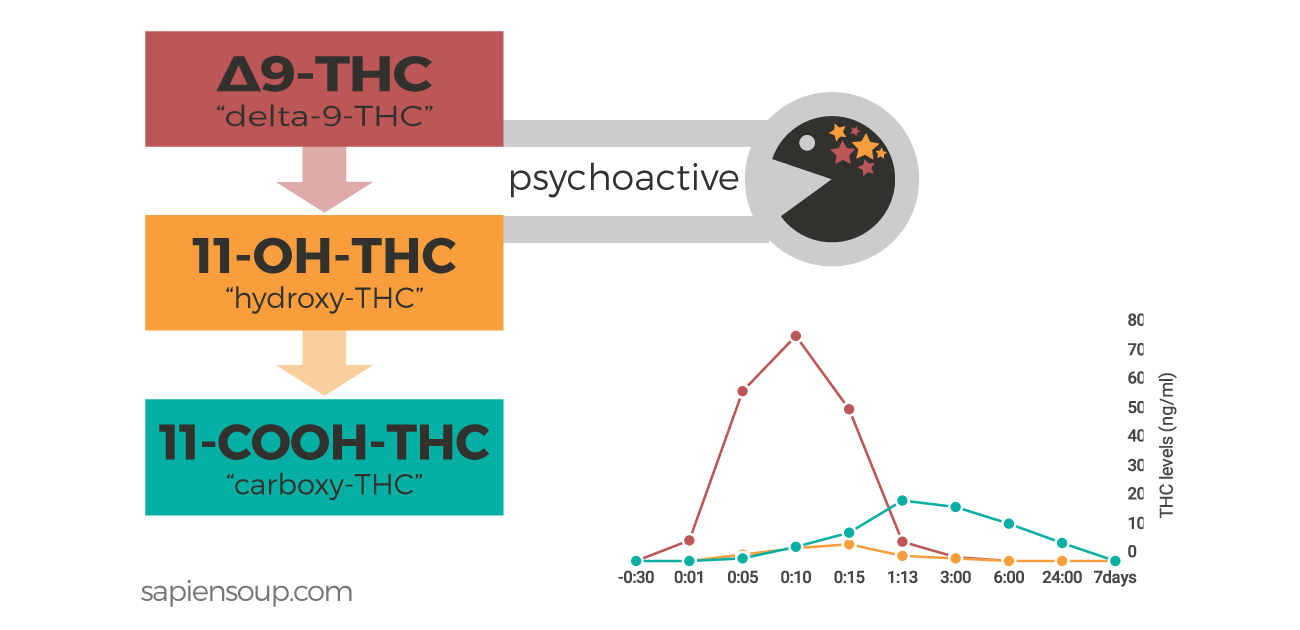 Δ9-THC
“delta-9-THC”
psychoactive
11-OH-THC
“hydroxy-THC”
11-COOH-THC
“carboxy-THC”
80
70
60
50
40
30
20
10
0
THC levels (ng/ml)
-0:30 0:01 0:05 0:10 0:15 1:13 3:00 6:00 24:00 7days
sapiensoup.com